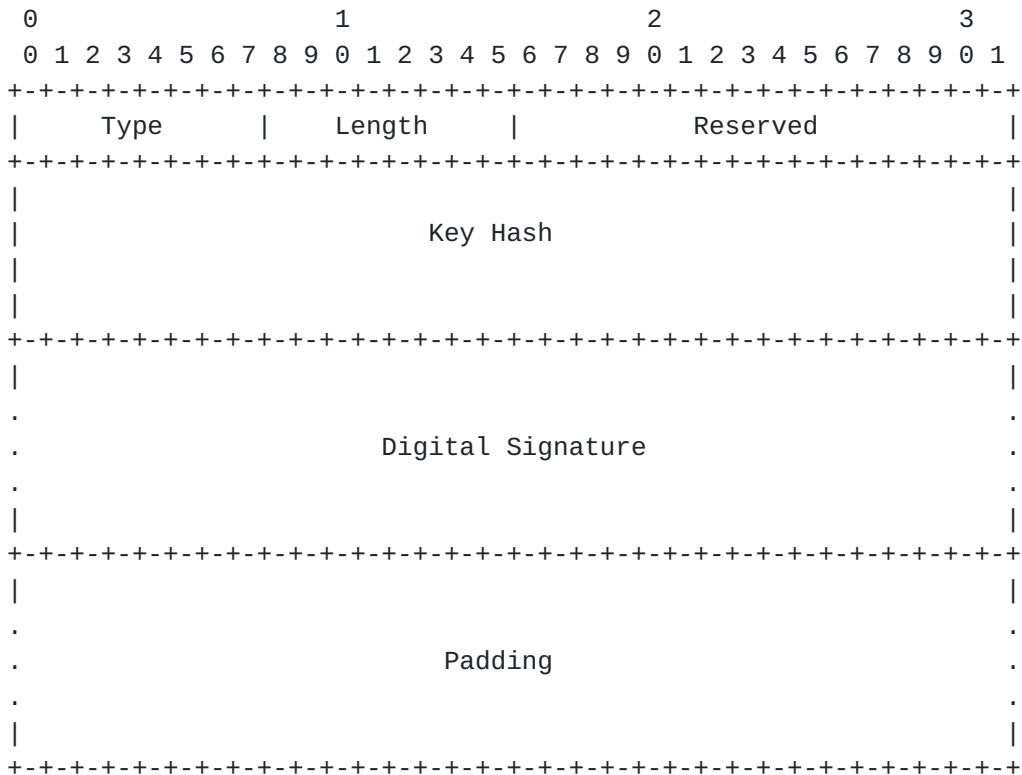 0                   1                   2                   3
 0 1 2 3 4 5 6 7 8 9 0 1 2 3 4 5 6 7 8 9 0 1 2 3 4 5 6 7 8 9 0 1
+-+-+-+-+-+-+-+-+-+-+-+-+-+-+-+-+-+-+-+-+-+-+-+-+-+-+-+-+-+-+-+-+
|     Type      |    Length     |           Reserved            |
+-+-+-+-+-+-+-+-+-+-+-+-+-+-+-+-+-+-+-+-+-+-+-+-+-+-+-+-+-+-+-+-+
|                                                               |
|                          Key Hash                             |
|                                                               |
|                                                               |
+-+-+-+-+-+-+-+-+-+-+-+-+-+-+-+-+-+-+-+-+-+-+-+-+-+-+-+-+-+-+-+-+
|                                                               |
.                                                               .
.                       Digital Signature                       .
.                                                               .
|                                                               |
+-+-+-+-+-+-+-+-+-+-+-+-+-+-+-+-+-+-+-+-+-+-+-+-+-+-+-+-+-+-+-+-+
|                                                               |
.                                                               .
.                           Padding                             .
.                                                               .
|                                                               |
+-+-+-+-+-+-+-+-+-+-+-+-+-+-+-+-+-+-+-+-+-+-+-+-+-+-+-+-+-+-+-+-+